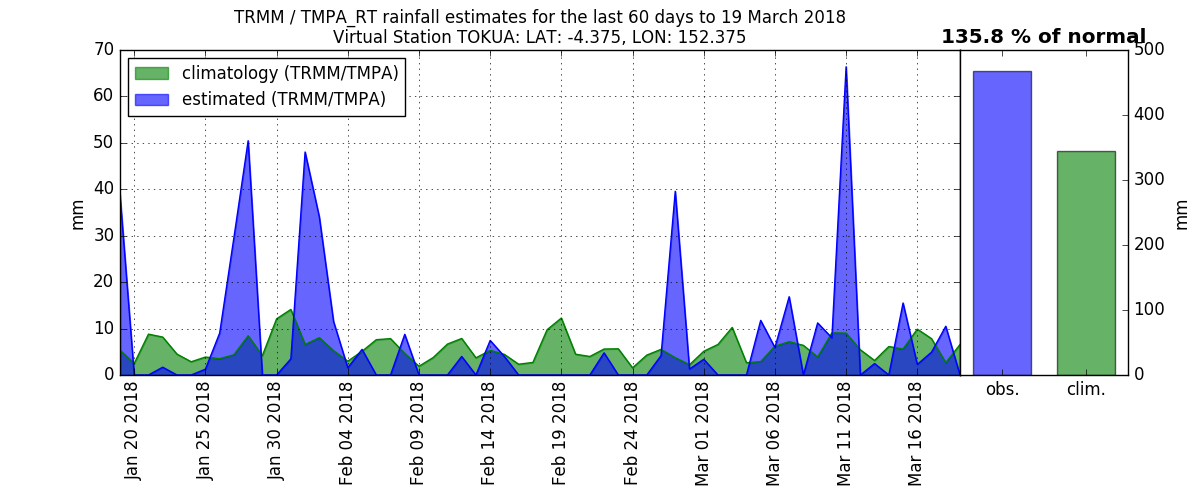 TRMM / TMPA_RT rainfall estimates for the last 60 days to 19 March 2018
Virtual Station TOKUA: LAT: -4.375, LON: 152.375
135.8 % of normal
climatology (TRMM/TMPA)
estimated (TRMM/TMPA)
70
60
50
40
30
20
10
0
mm
Jan 20 2018
Jan 25 2018
Jan 30 2018
Feb 04 2018
Feb 09 2018
Feb 14 2018
Feb 19 2018
Feb 24 2018
Mar 01 2018
Mar 06 2018
Mar 11 2018
Mar 16 2018
obs.
clim.
500
400
300
200
100
0
mm